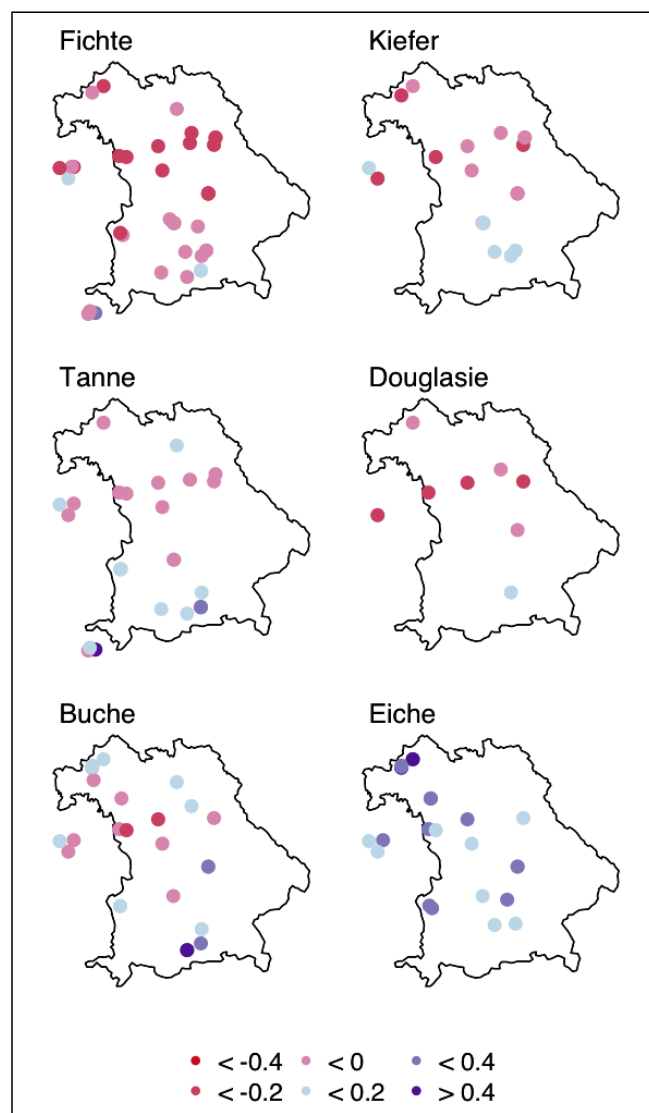 Fichte Kiefer
Tanne Douglasie
Buche Eiche
< -0.4 < 0 < 0.4
< -0.2 < 0.2 > 0.4